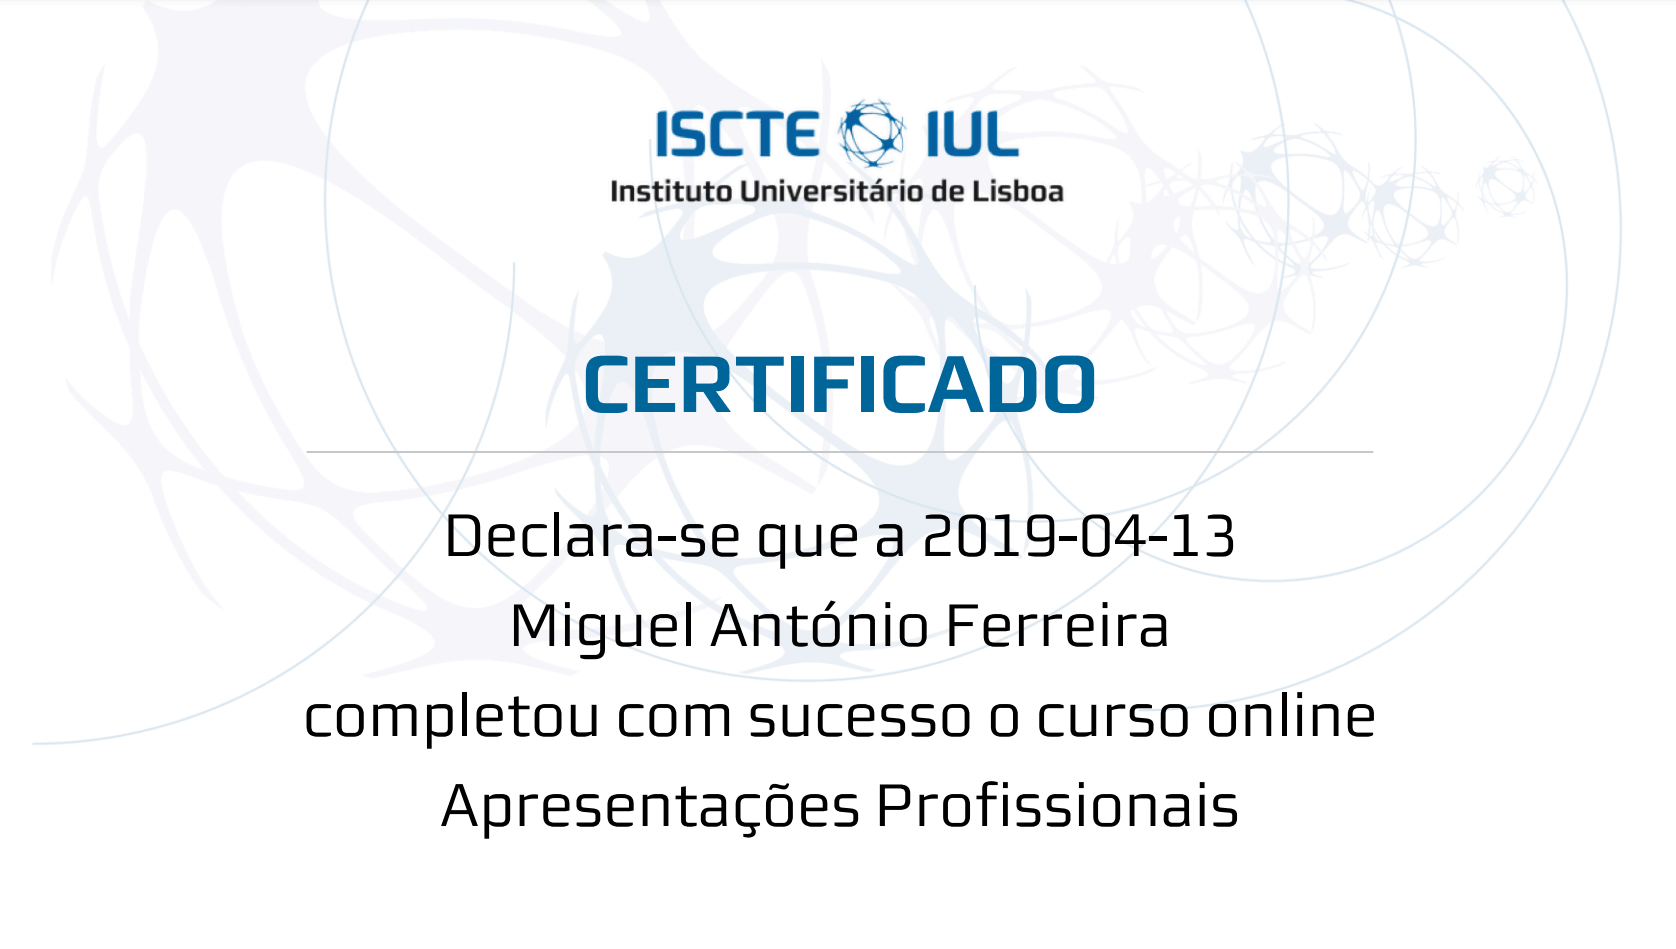 ISCTE IUL
Instituto Universitário de Lisboa
CERTIFICADO
Declara-se que a 2019-04-13
Miguel António Ferreira
completou com sucesso o curso online
Apresentações Profissionais